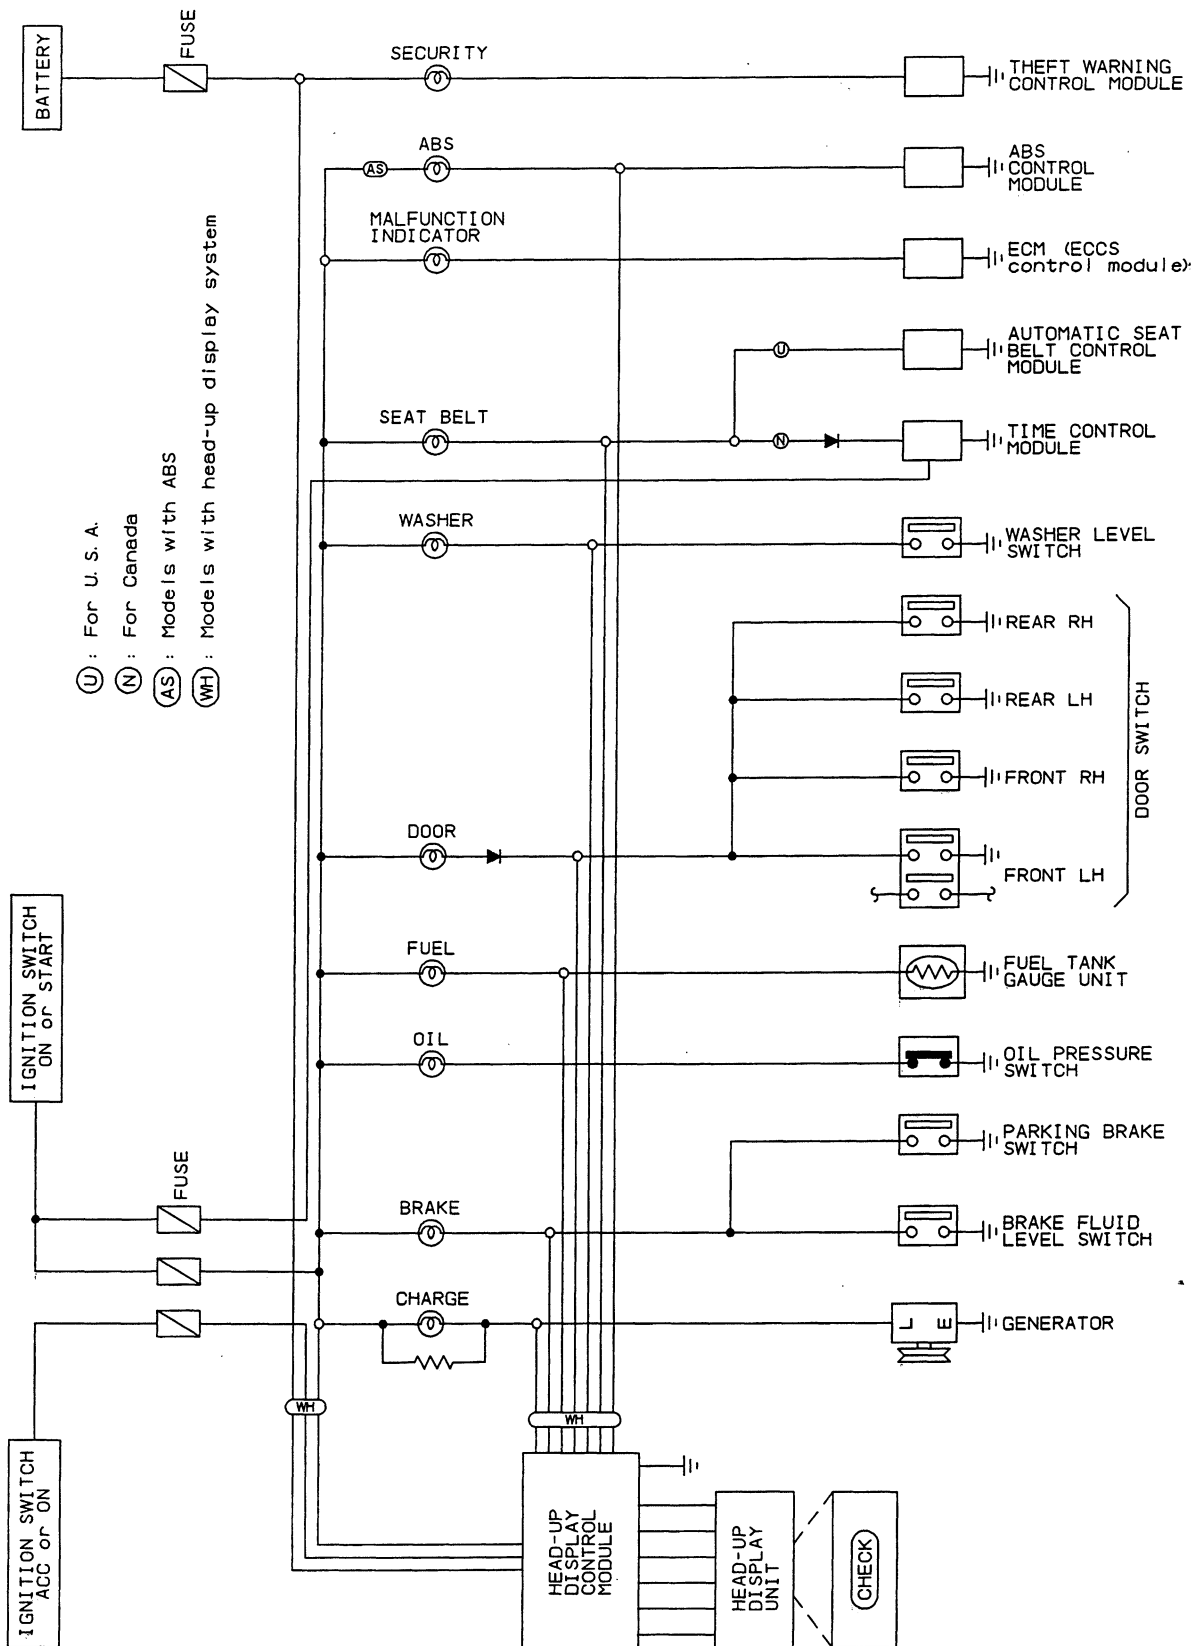 BATTERY
FUSE
SECURITY
THEFT WARNING
CONTROL MODULE
ABS
AS
ABS
CONTROL
MODULE
MALFUNCTION
INDICATOR
ECM (ECCS
control module)
U
AUTOMATIC SEAT
BELT CONTROL
MODULE
SEAT BELT
N
TIME CONTROL
MODULE
WASHER
WASHER LEVEL
SWITCH
U : For U. S. A.
N : For Canada
AS : Models with ABS
WH : Models with head-up display system
REAR RH
REAR LH
FRONT RH
FRONT LH
DOOR SWITCH
DOOR
FUEL
FUEL TANK
GAUGE UNIT
OIL
OIL PRESSURE
SWITCH
IGNITION SWITCH
ON or START
FUSE
PARKING BRAKE
SWITCH
BRAKE
BRAKE FLUID
LEVEL SWITCH
CHARGE
L
E
GENERATOR
WH
WH
IGNITION SWITCH
ACC or ON
HEAD-UP
DISPLAY
CONTROL
MODULE
HEAD-UP
DISPLAY
UNIT
CHECK